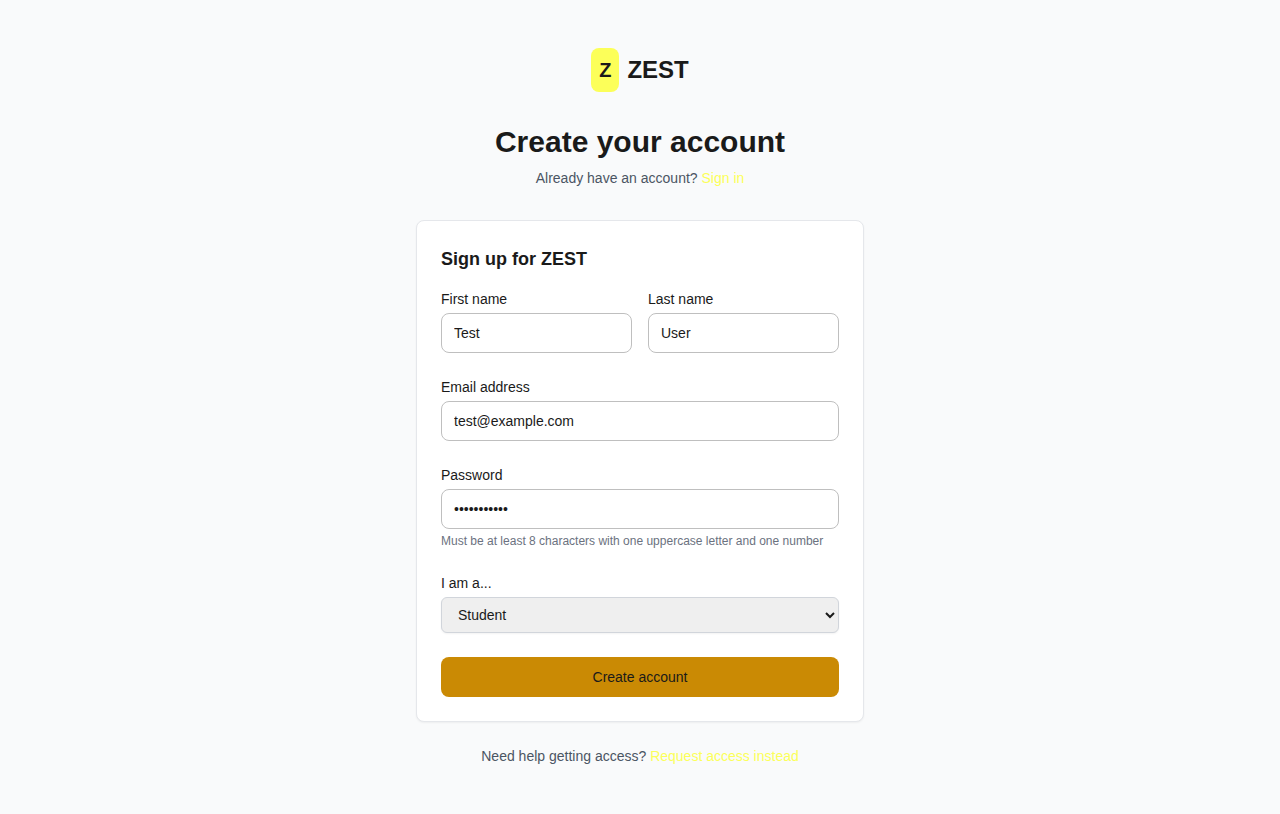 Z ZEST
Create your account
Already have an account? Sign in
Sign up for ZEST
First name Last name
Test User
Email address
test@example.com
Password
•••••••••••
Must be at least 8 characters with one uppercase letter and one number
I am a...
Student
Create account
Need help getting access? Request access instead